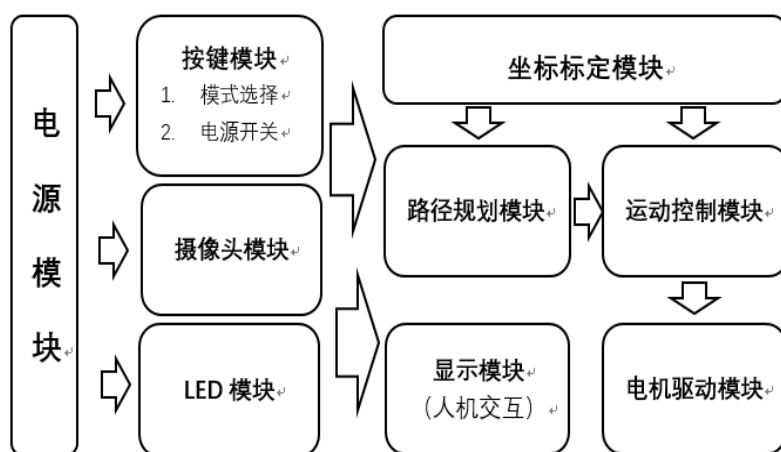 电源模块
按键模块
1. 模式选择
2. 电源开关
摄像头模块
LED 模块
坐标标定模块
路径规划模块
运动控制模块
显示模块
（人机交互）
电机驱动模块